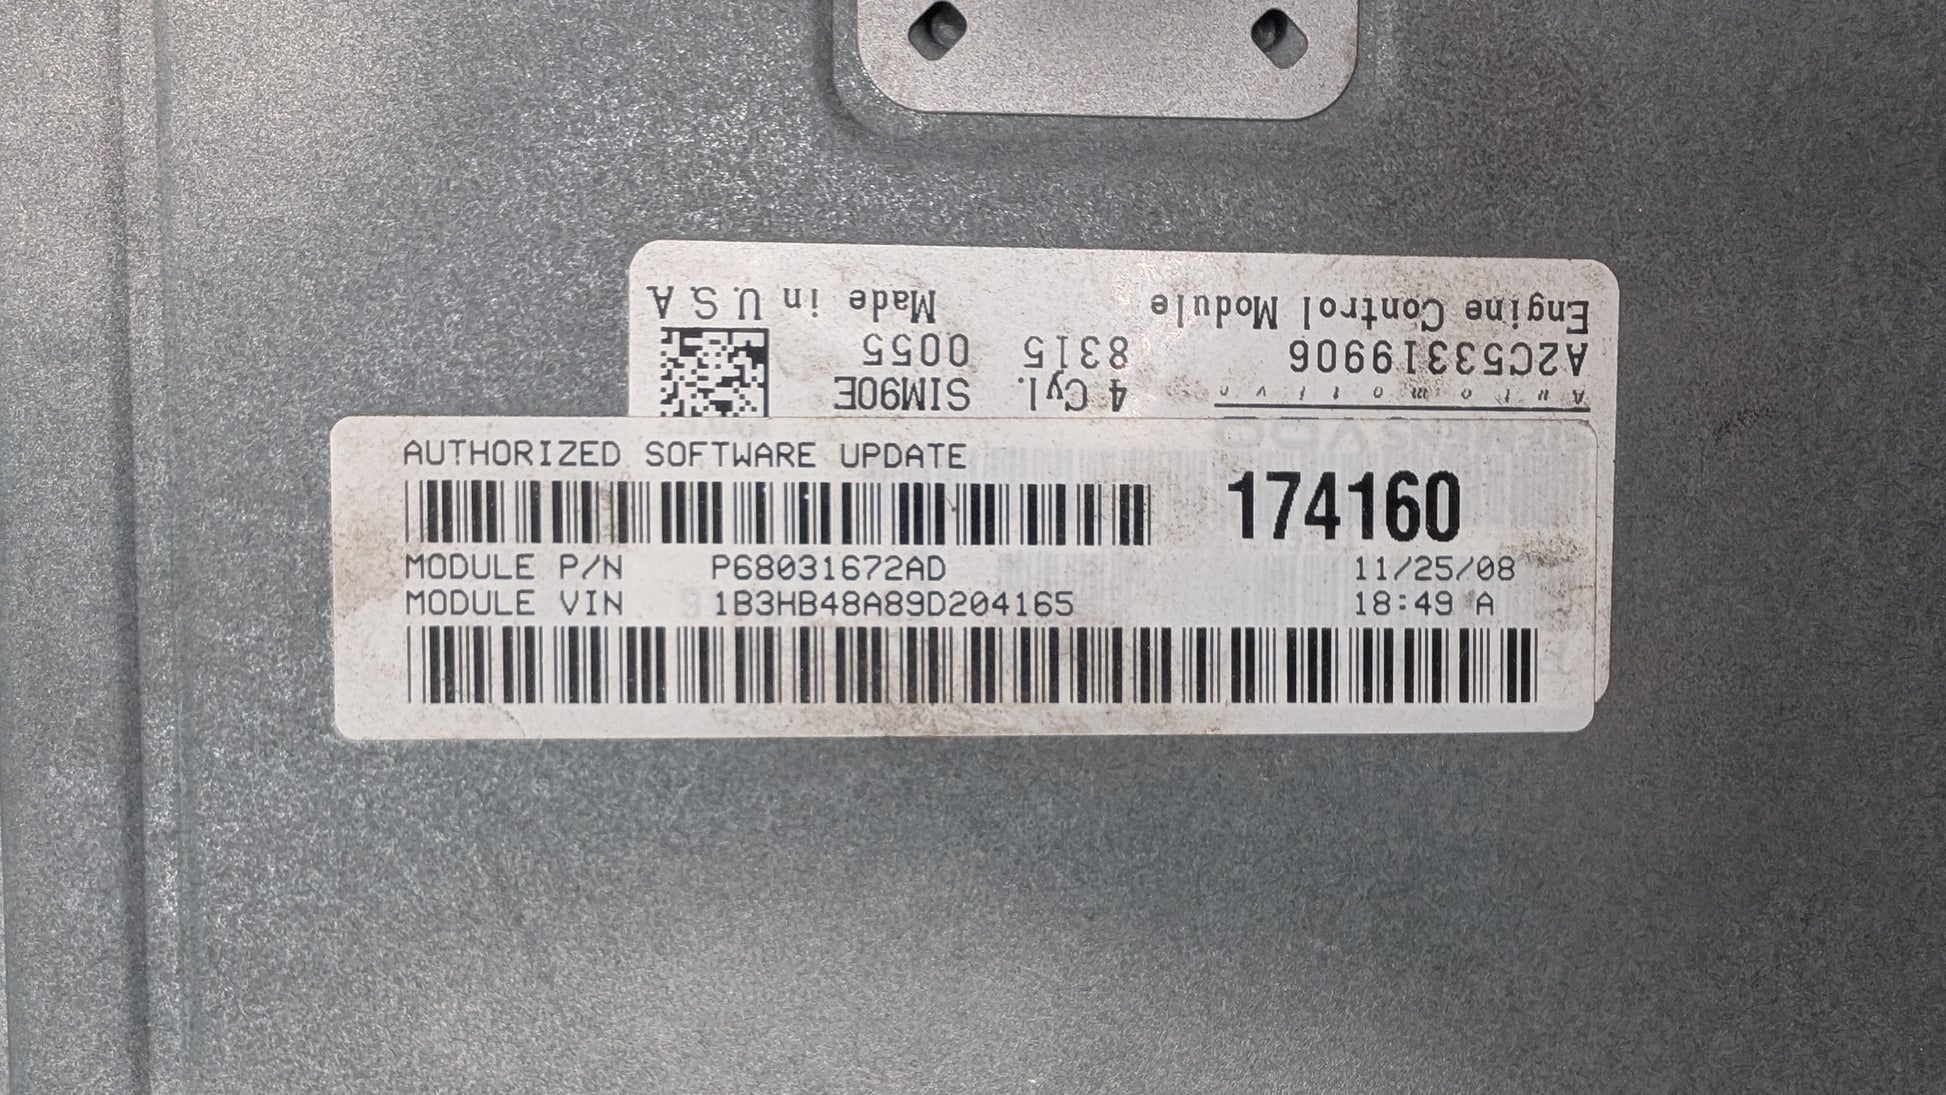 Engine Control Module
Made in U.S.A
A2C53319906
8315
0055
Automotive
4 Cyl.
SIM90E
AUTHORIZED SOFTWARE UPDATE
174160
MODULE P/N P68031672AD 11/25/08
MODULE VIN 1B3HB48A89D204165 18:49 A